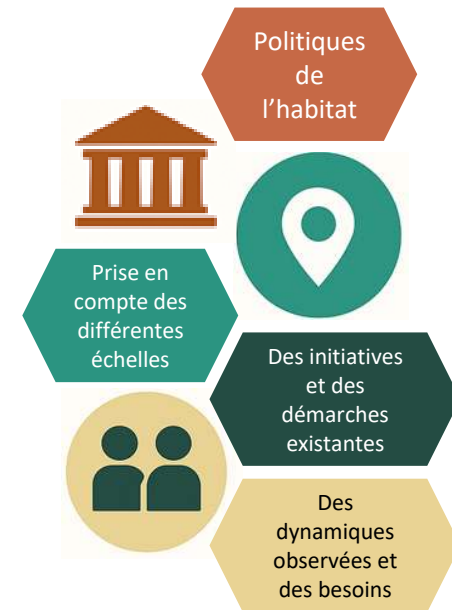 Politiques
de
l’habitat
Prise en
compte des
différentes
échelles
Des initiatives
et des
démarches
existantes
Des
dynamiques
observées et
des besoins